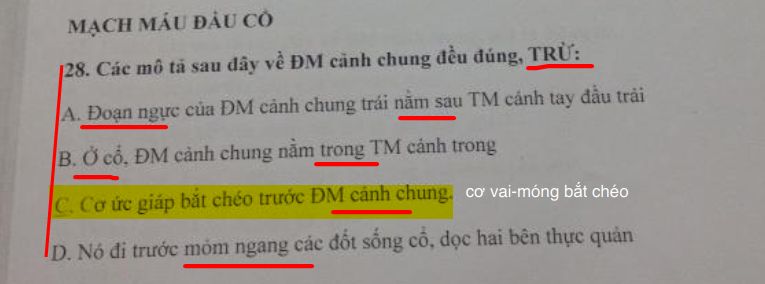 MẠCH MÁU ĐẦU CỔ
28. Các mô tả sau đây về ĐM cảnh chung đều đúng, TRỪ:
A. Đoạn ngực của ĐM cảnh chung trái nằm sau TM cánh tay đầu trái
B. Ở cổ, ĐM cảnh chung nằm trong TM cảnh trong
C. Cơ ức giáp bắt chéo trước ĐM cảnh chung. cơ vai-móng bắt chéo
D. Nó đi trước mỏm ngang các đốt sống cổ, dọc hai bên thực quản